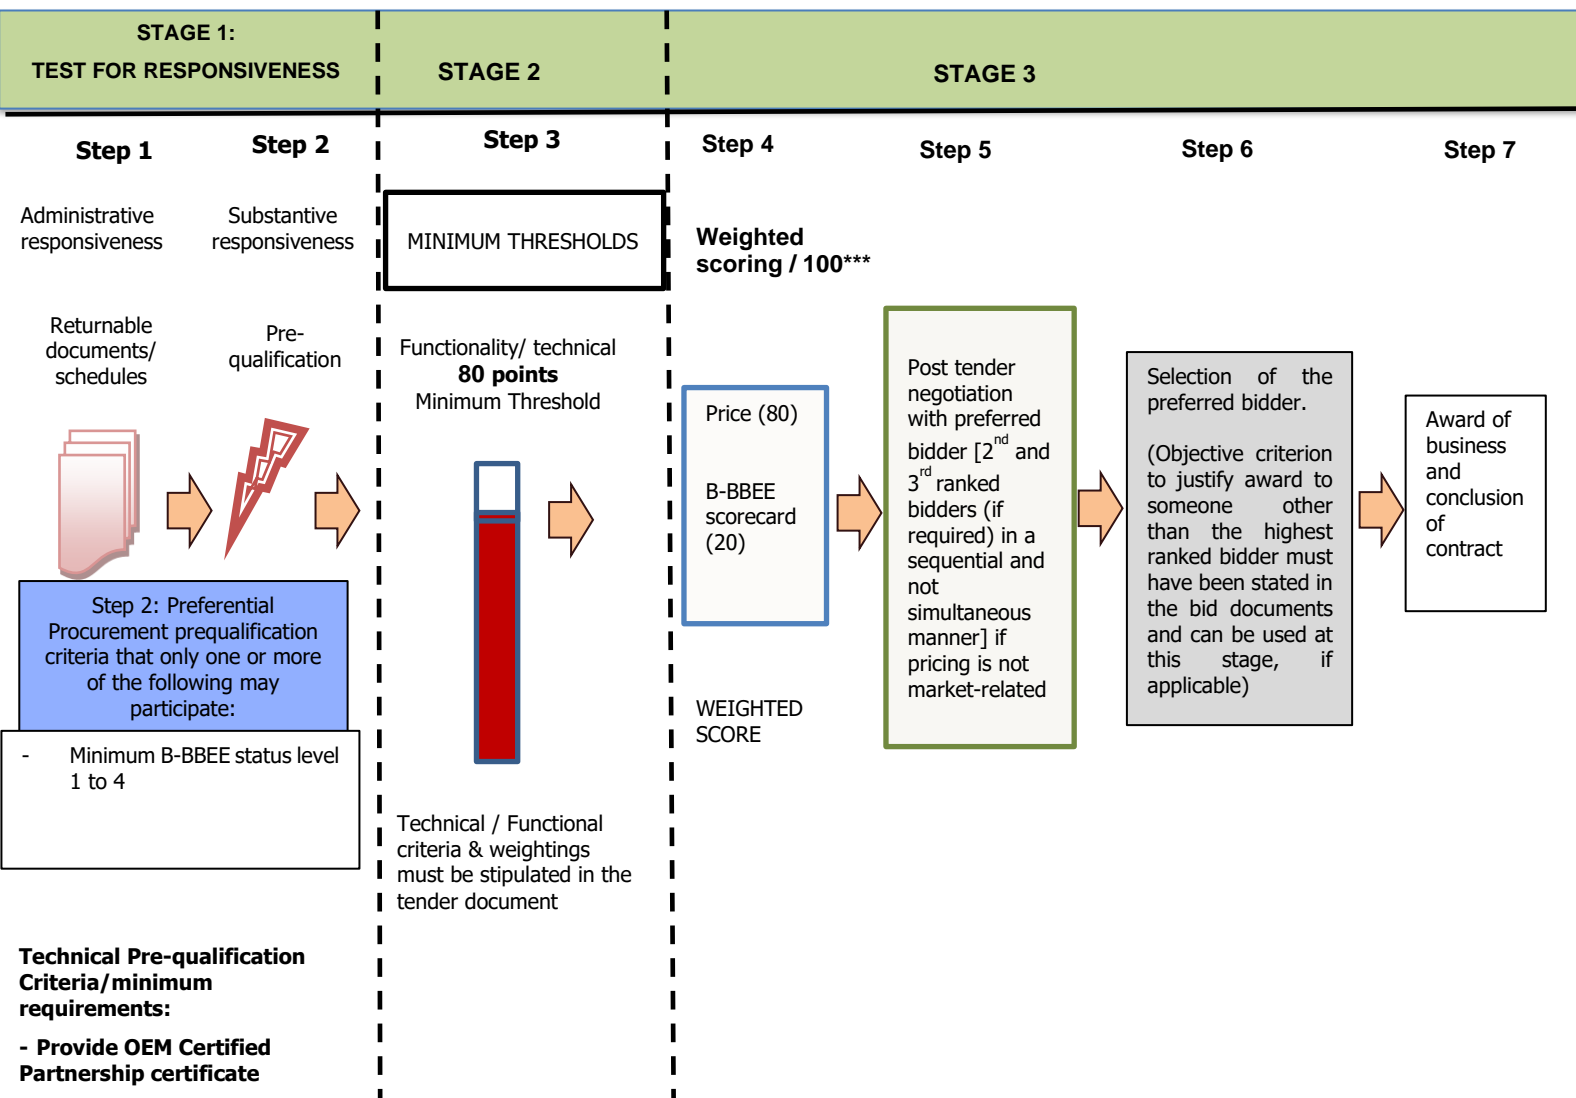 STAGE 1:
TEST FOR RESPONSIVENESS
STAGE 2
STAGE 3
Step 1
Step 2
Step 3
Step 4
Step 5
Step 6
Step 7
Administrative
responsiveness
Substantive
responsiveness
MINIMUM THRESHOLDS
Weighted
scoring / 100***
Returnable
documents/
schedules
Pre-
qualification
Functionality/ technical
80 points
Minimum Threshold
Price (80)
B-BBEE
scorecard
(20)
Post tender
negotiation
with preferred
bidder [2nd and
3rd ranked
bidders (if
required) in a
sequential and
not
simultaneous
manner] if
pricing is not
market-related
Selection of the
preferred bidder.
(Objective criterion
to justify award to
someone other
than the highest
ranked bidder must
have been stated in
the bid documents
and can be used at
this stage, if
applicable)
Award of
business
and
conclusion
of
contract
Step 2: Preferential
Procurement prequalification
criteria that only one or more
of the following may
participate:
- Minimum B-BBEE status level
1 to 4
WEIGHTED
SCORE
Technical / Functional
criteria & weightings
must be stipulated in the
tender document
Technical Pre-qualification
Criteria/minimum
requirements:
- Provide OEM Certified
Partnership certificate